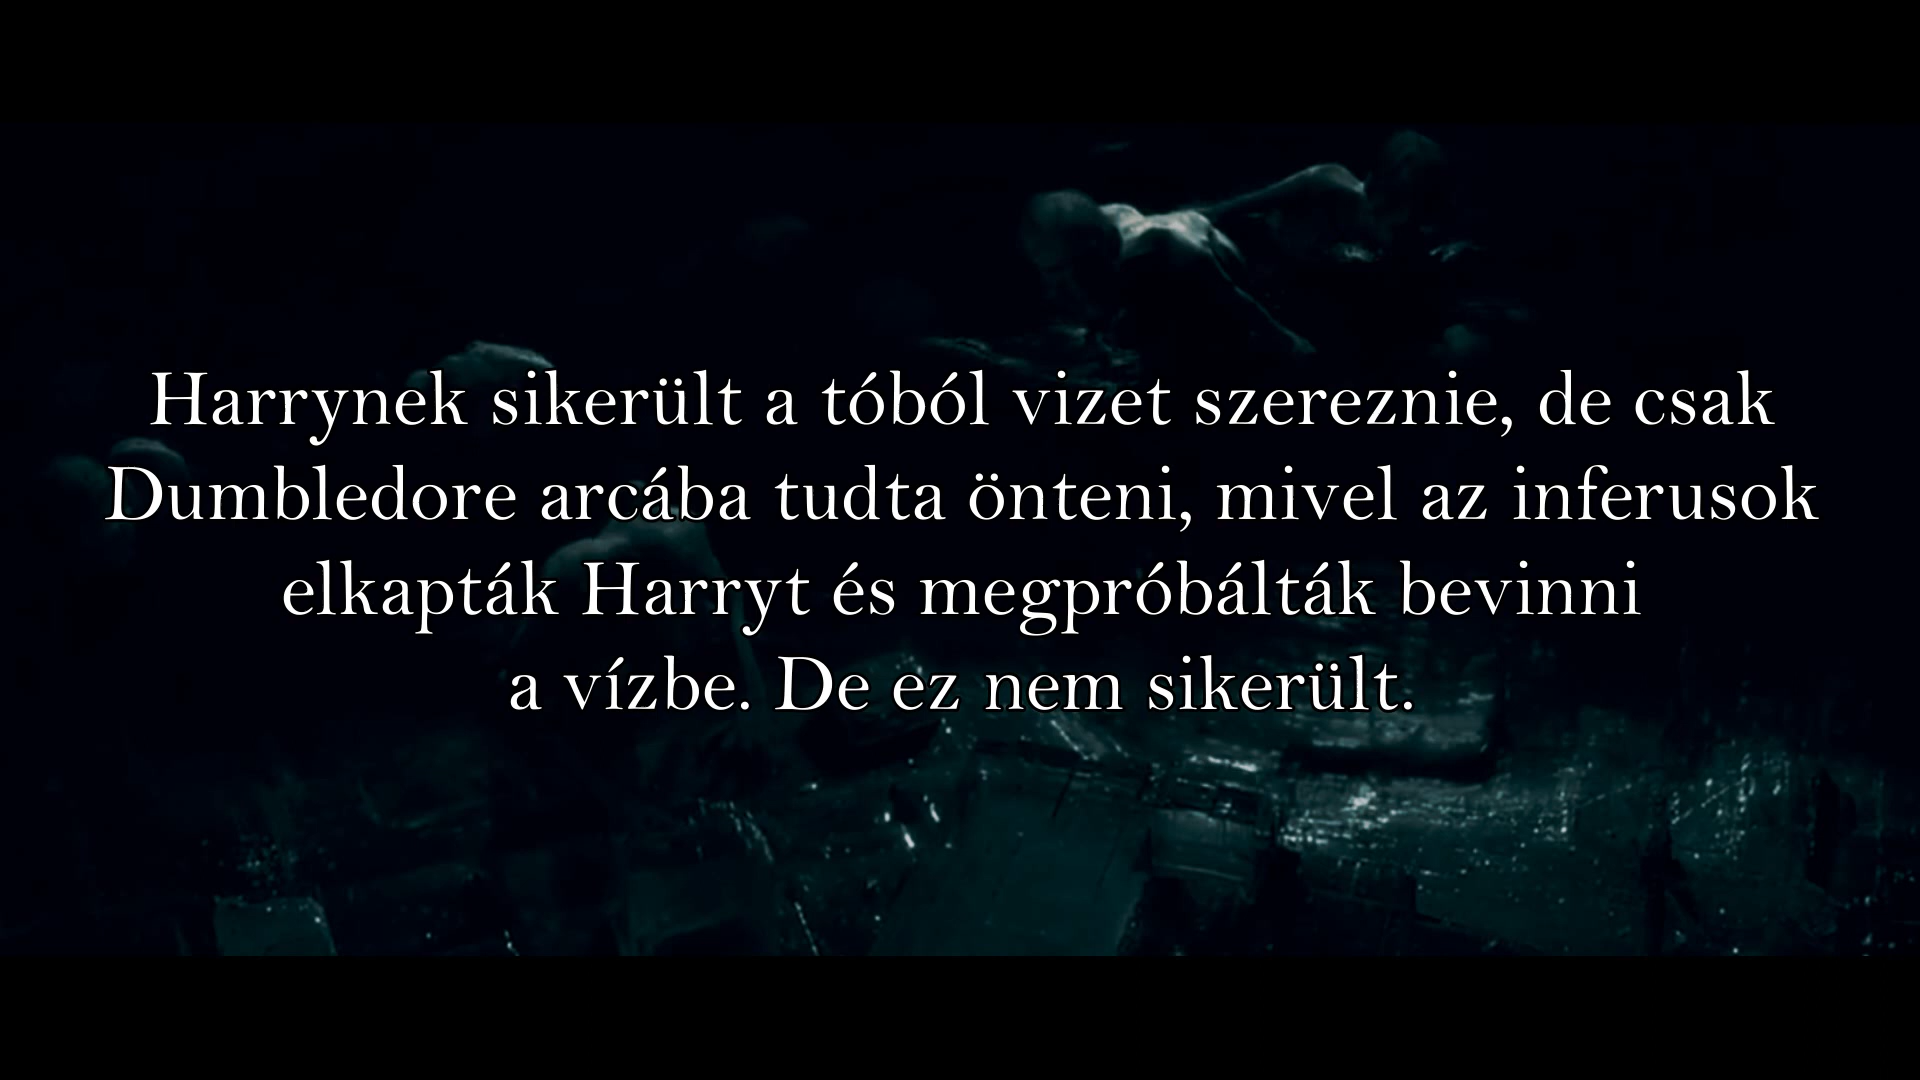 Harrynek sikerült a tóból vizet szereznie, de csak
Dumbledore arcába tudta önteni, mivel az inferusok
elkapták Harryt és megpróbálták bevinni
a vízbe. De ez nem sikerült.